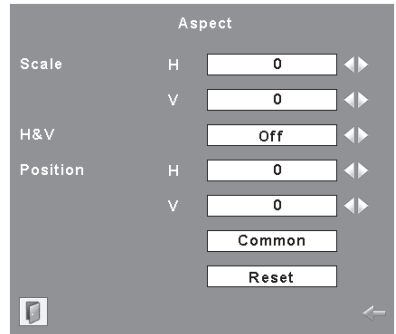 Aspect
Scale H 0
V 0
H&V Off
Position H 0
V 0
Common
Reset